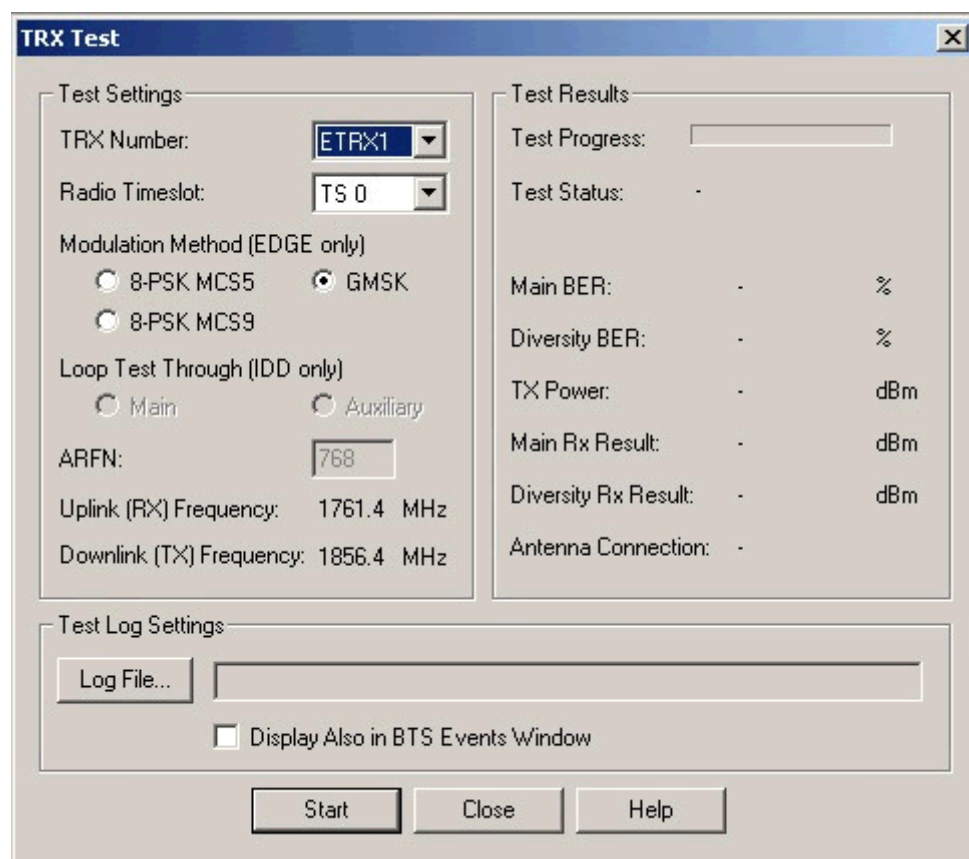 TRX Test
Test Settings
TRX Number: ETRX1
Radio Timeslot: TS 0
Modulation Method (EDGE only)
8-PSK MCS5 GMSK
8-PSK MCS9
Loop Test Through (IDD only)
Main Auxiliary
ARFN: 768
Uplink (RX) Frequency: 1761.4 MHz
Downlink (TX) Frequency: 1856.4 MHz
Test Results
Test Progress:
Test Status: -
Main BER: - %
Diversity BER: - %
TX Power: - dBm
Main Rx Result: - dBm
Diversity Rx Result: - dBm
Antenna Connection: -
Test Log Settings
Log File...
Display Also in BTS Events Window
Start Close Help